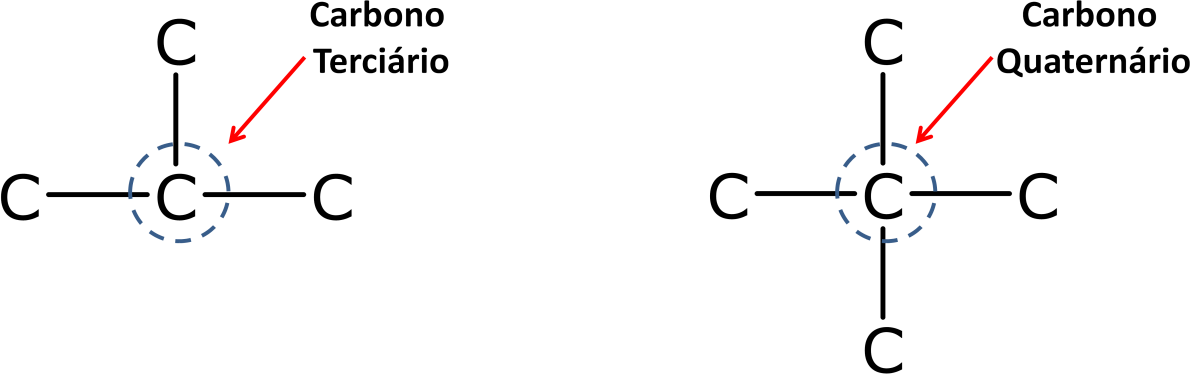 Carbono
Terciário
C
C C C
Carbono
Quaternário
C
C C C
C